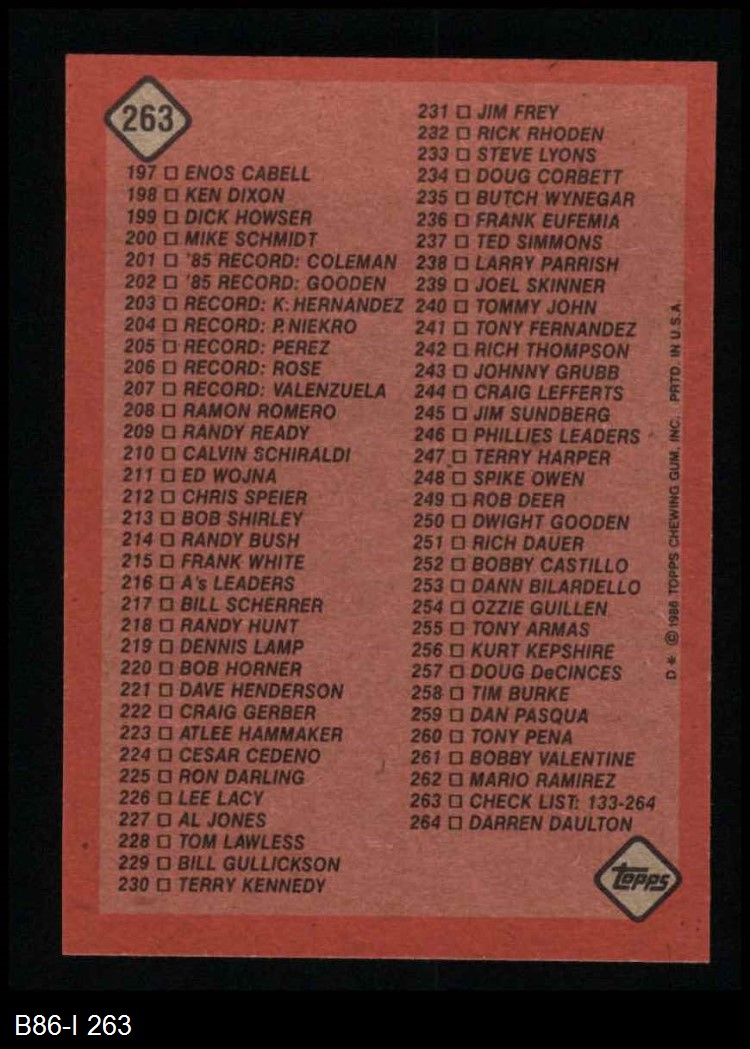 263
197 □ ENOS CABELL
198 □ KEN DIXON
199 □ DICK HOWSER
200 □ MIKE SCHMIDT
201 □ '85 RECORD: COLEMAN
202 □ '85 RECORD: GOODEN
203 □ RECORD: K. HERNANDEZ
204 □ RECORD: P. NIEKRO
205 □ RECORD: PEREZ
206 □ RECORD: ROSE
207 □ RECORD: VALENZUELA
208 □ RAMON ROMERO
209 □ RANDY READY
210 □ CALVIN SCHIRALDI
211 □ ED WOJNA
212 □ CHRIS SPEIER
213 □ BOB SHIRLEY
214 □ RANDY BUSH
215 □ FRANK WHITE
216 □ A's LEADERS
217 □ BILL SCHERRER
218 □ RANDY HUNT
219 □ DENNIS LAMP
220 □ BOB HORNER
221 □ DAVE HENDERSON
222 □ CRAIG GERBER
223 □ ATLEE HAMMAKER
224 □ CESAR CEDENO
225 □ RON DARLING
226 □ LEE LACY
227 □ AL JONES
228 □ TOM LAWLESS
229 □ BILL GULLICKSON
230 □ TERRY KENNEDY
231 □ JIM FREY
232 □ RICK RHODEN
233 □ STEVE LYONS
234 □ DOUG CORBETT
235 □ BUTCH WYNEGAR
236 □ FRANK EUFEMIA
237 □ TED SIMMONS
238 □ LARRY PARRISH
239 □ JOEL SKINNER
240 □ TOMMY JOHN
241 □ TONY FERNANDEZ
242 □ RICH THOMPSON
243 □ JOHNNY GRUBB
244 □ CRAIG LEFFERTS
245 □ JIM SUNDBERG
246 □ PHILLIES LEADERS
247 □ TERRY HARPER
248 □ SPIKE OWEN
249 □ ROB DEER
250 □ DWIGHT GOODEN
251 □ RICH DAUER
252 □ BOBBY CASTILLO
253 □ DANN BILARDELLO
254 □ OZZIE GUILLEN
255 □ TONY ARMAS
256 □ KURT KEPSHIRE
257 □ DOUG DeCINCES
258 □ TIM BURKE
259 □ DAN PASQUA
260 □ TONY PENA
261 □ BOBBY VALENTINE
262 □ MARIO RAMIREZ
263 □ CHECK LIST: 133-264
264 □ DARREN DAULTON
D* © 1986 TOPPS CHEWING GUM, INC. PRTD. IN U.S.A.
topps
B86-I 263